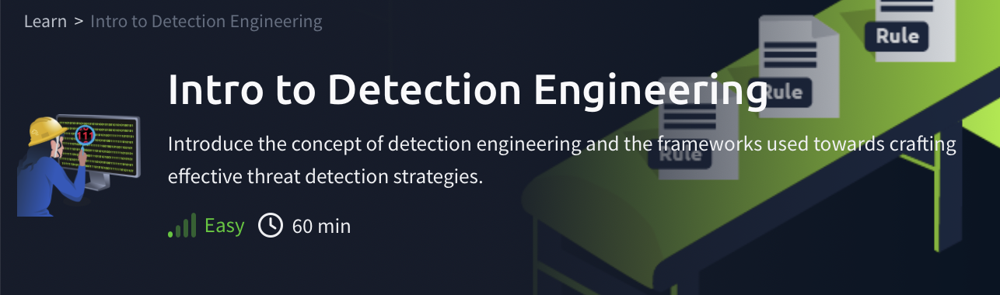 Learn > Intro to Detection Engineering
Rule
Intro to Detection Engineering
Rule
Introduce the concept of detection engineering and the frameworks used towards crafting
Rule
effective threat detection strategies.
Easy 60 min
111